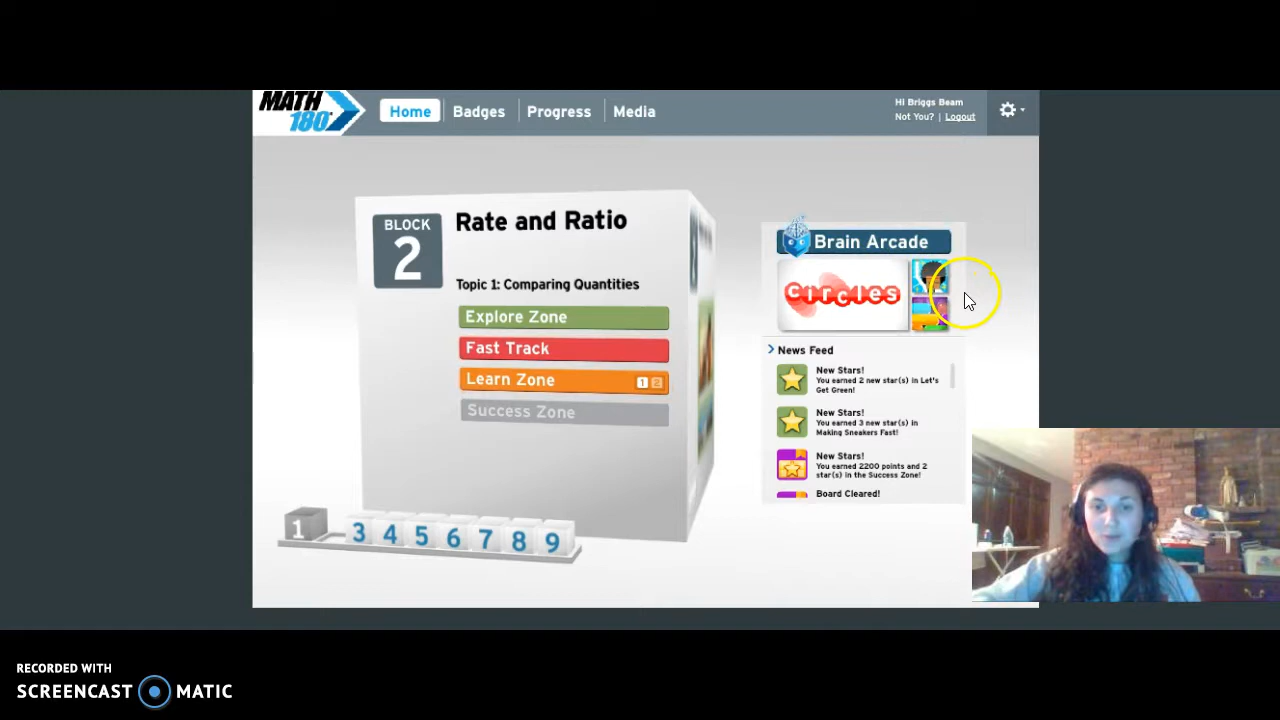 MATH
180
Home
Badges
Progress
Media
Hi Briggs Beam
Not You? | Logout
BLOCK
2
Rate and Ratio
Topic 1: Comparing Quantities
Explore Zone
Fast Track
Learn Zone 1 2
Success Zone
1 3 4 5 6 7 8 9
Brain Arcade
circles
News Feed
New Stars!
You earned 2 new star(s) in Let's
Get Green!
New Stars!
You earned 3 new star(s) in
Making Sneakers Fast!
New Stars!
You earned 2200 points and 2
star(s) in the Success Zone!
Board Cleared!
RECORDED WITH
SCREENCAST MATIC